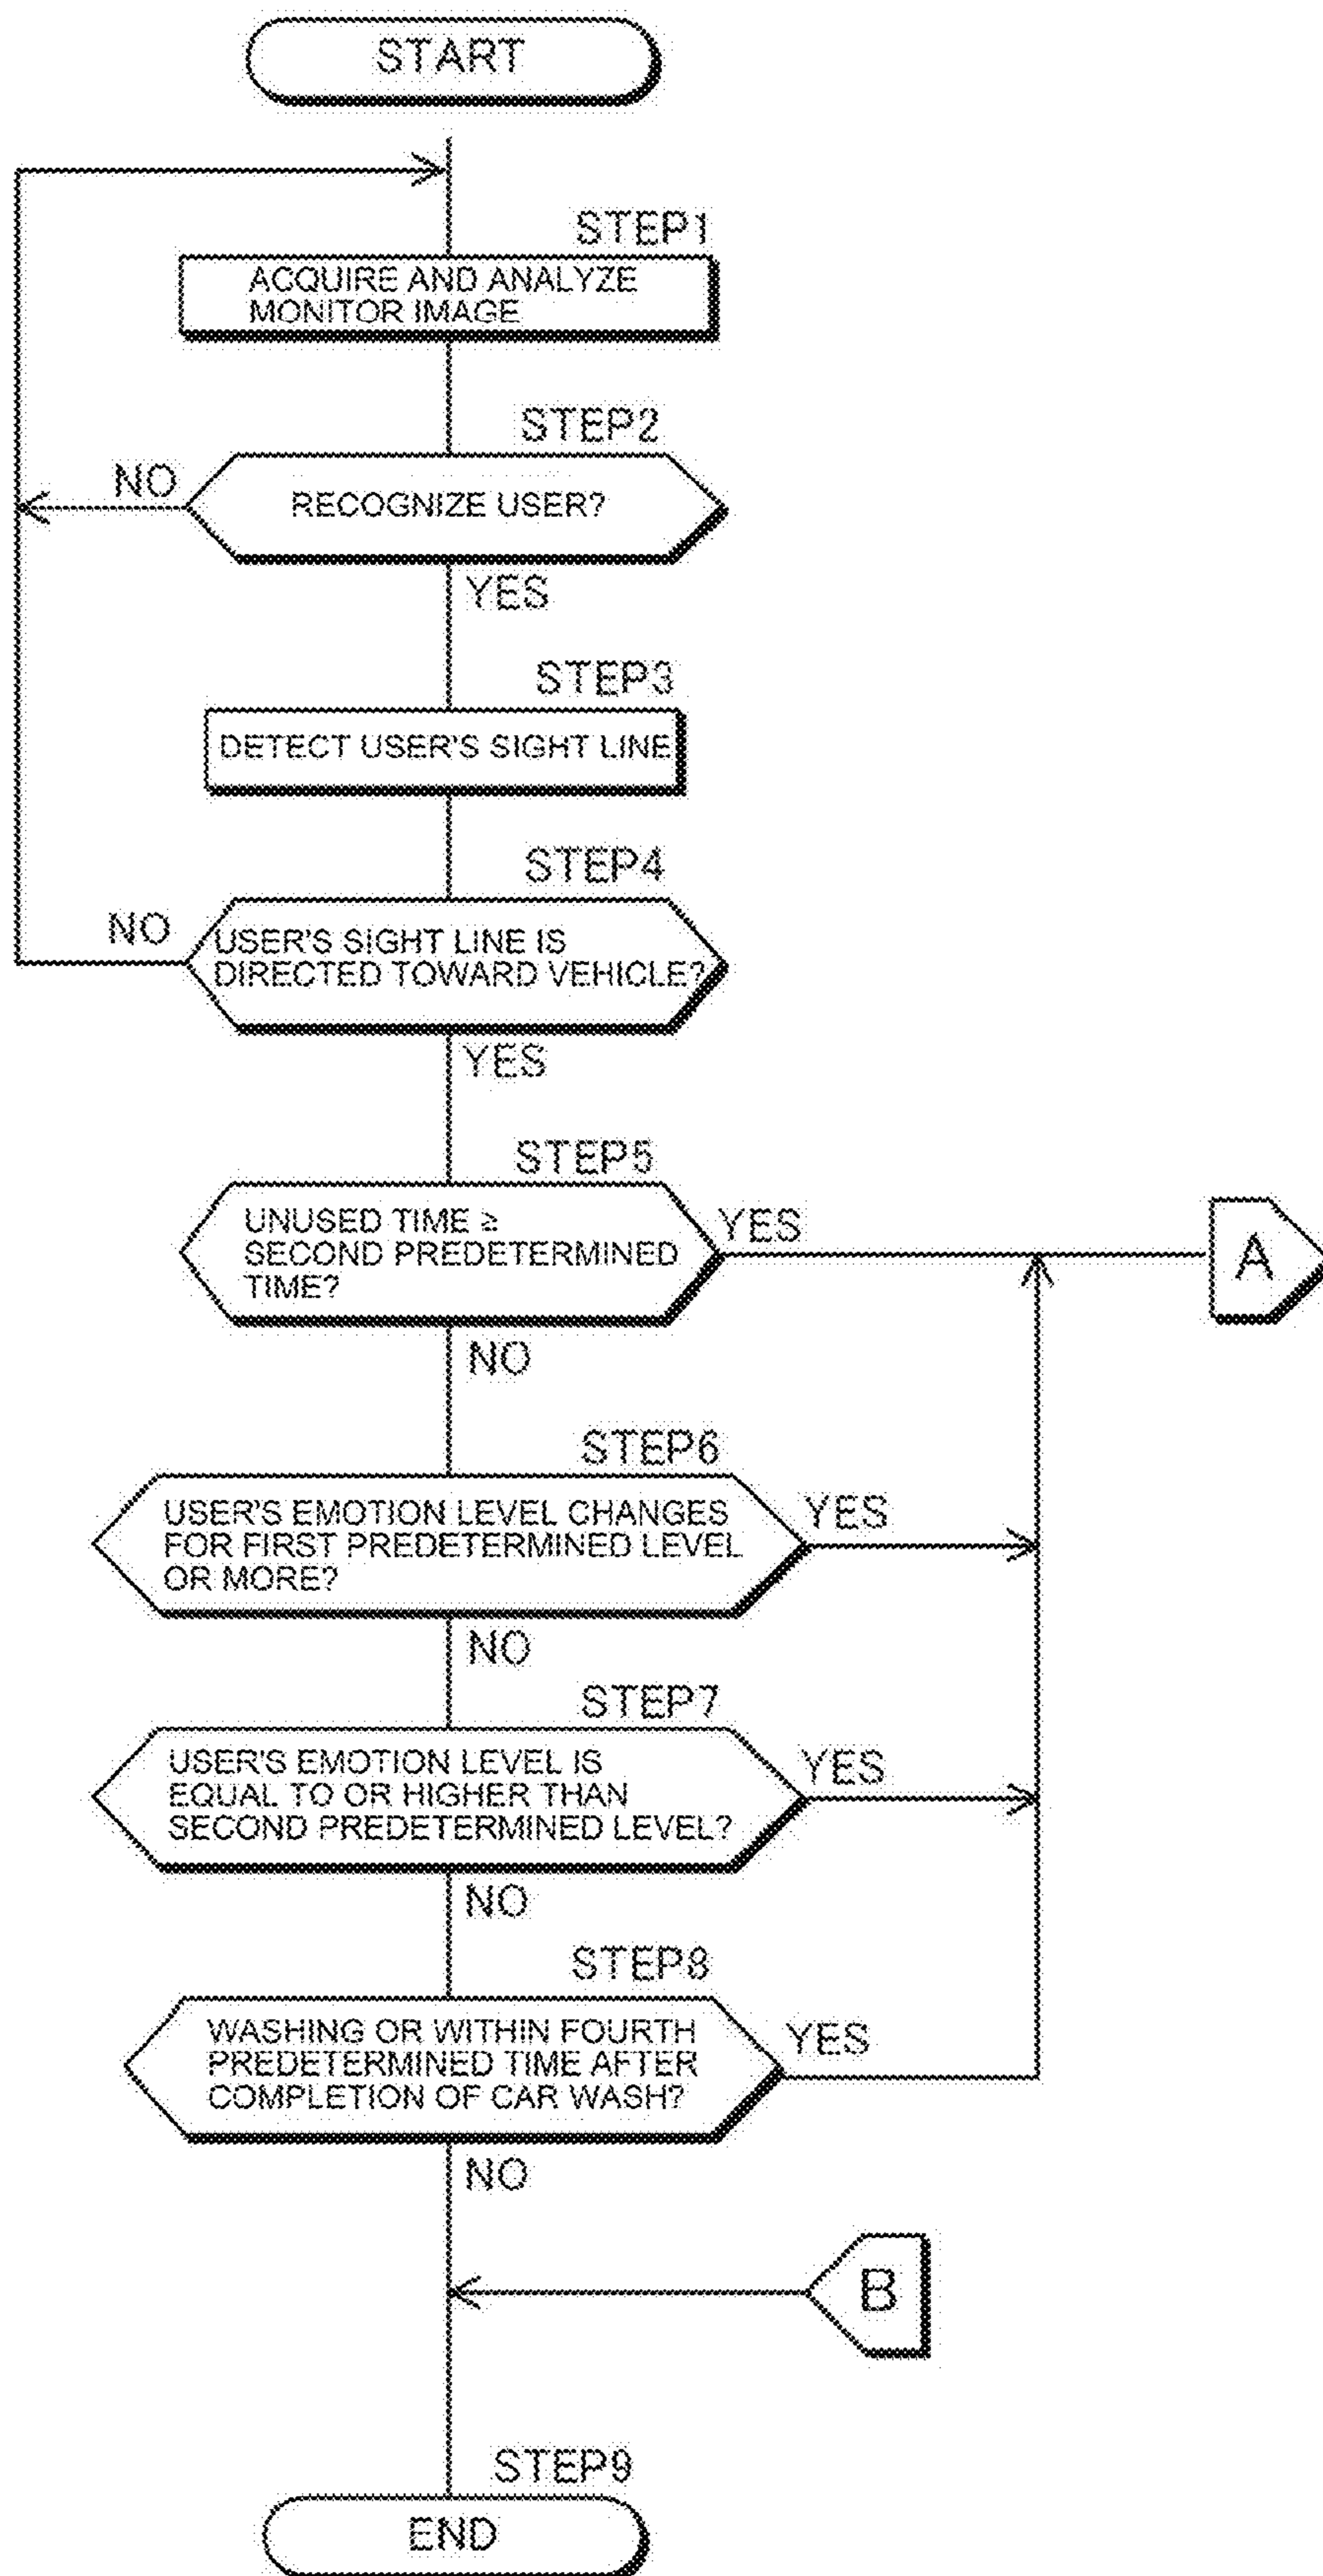 START
STEP1
ACQUIRE AND ANALYZE
MONITOR IMAGE
STEP2
NO
RECOGNIZE USER?
YES
STEP3
DETECT USER'S SIGHT LINE
STEP4
NO
USER'S SIGHT LINE IS
DIRECTED TOWARD VEHICLE?
YES
STEP5
UNUSED TIME ≥
SECOND PREDETERMINED
TIME?
YES
A
NO
STEP6
USER'S EMOTION LEVEL CHANGES
FOR FIRST PREDETERMINED LEVEL
OR MORE?
YES
NO
STEP7
USER'S EMOTION LEVEL IS
EQUAL TO OR HIGHER THAN
SECOND PREDETERMINED LEVEL?
YES
NO
STEP8
WASHING OR WITHIN FOURTH
PREDETERMINED TIME AFTER
COMPLETION OF CAR WASH?
YES
NO
B
STEP9
END